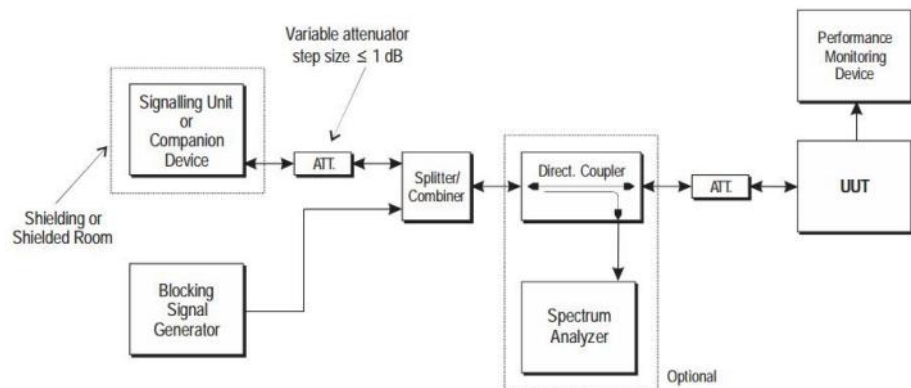 Variable attenuator
step size ≤ 1 dB
Signalling Unit
or
Companion
Device
ATT.
Shielding or
Shielded Room
Splitter/
Combiner
Blocking
Signal
Generator
Direct. Coupler
Spectrum
Analyzer
Optional
ATT.
Performance
Monitoring
Device
UUT